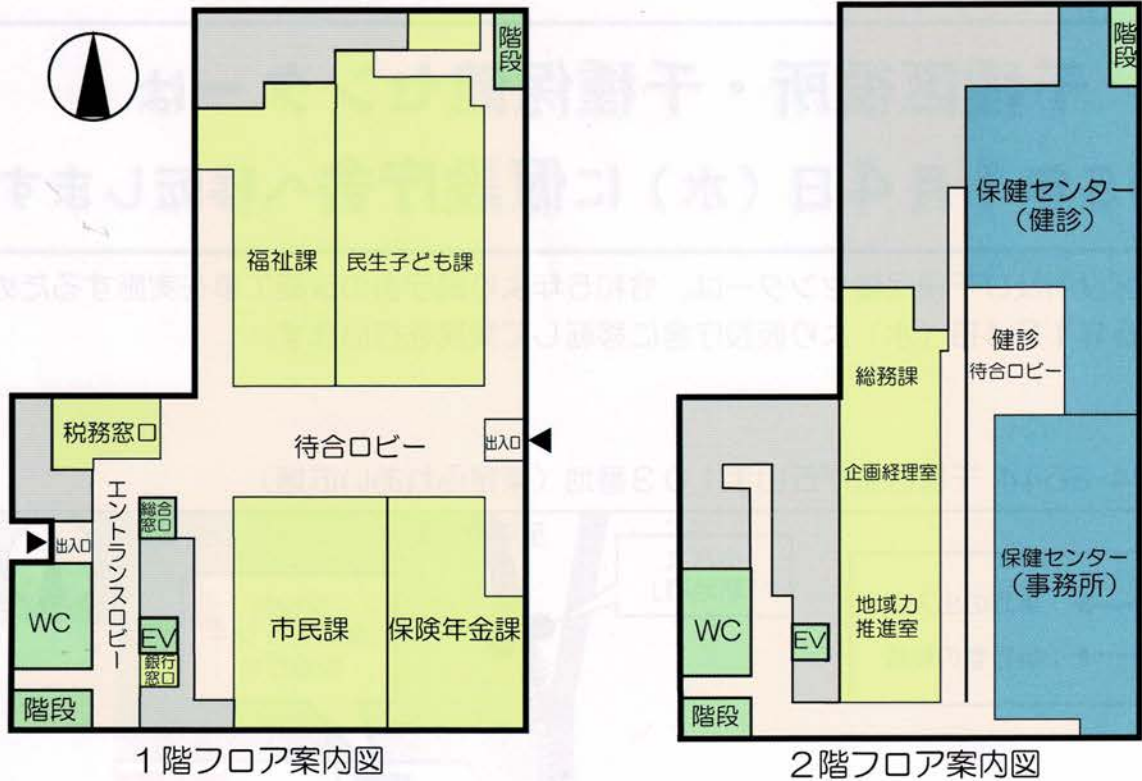 階段
福祉課
民生子ども課
税務窓口
待合ロビー
出入口
エントランスロビー
総合
窓口
出入口
WC
EV
銀行
窓口
市民課
保険年金課
階段
1階フロア案内図
階段
保健センター
(健診)
健診
待合ロビー
総務課
企画経理室
保健センター
(事務所)
地域力
推進室
WC
EV
階段
2階フロア案内図